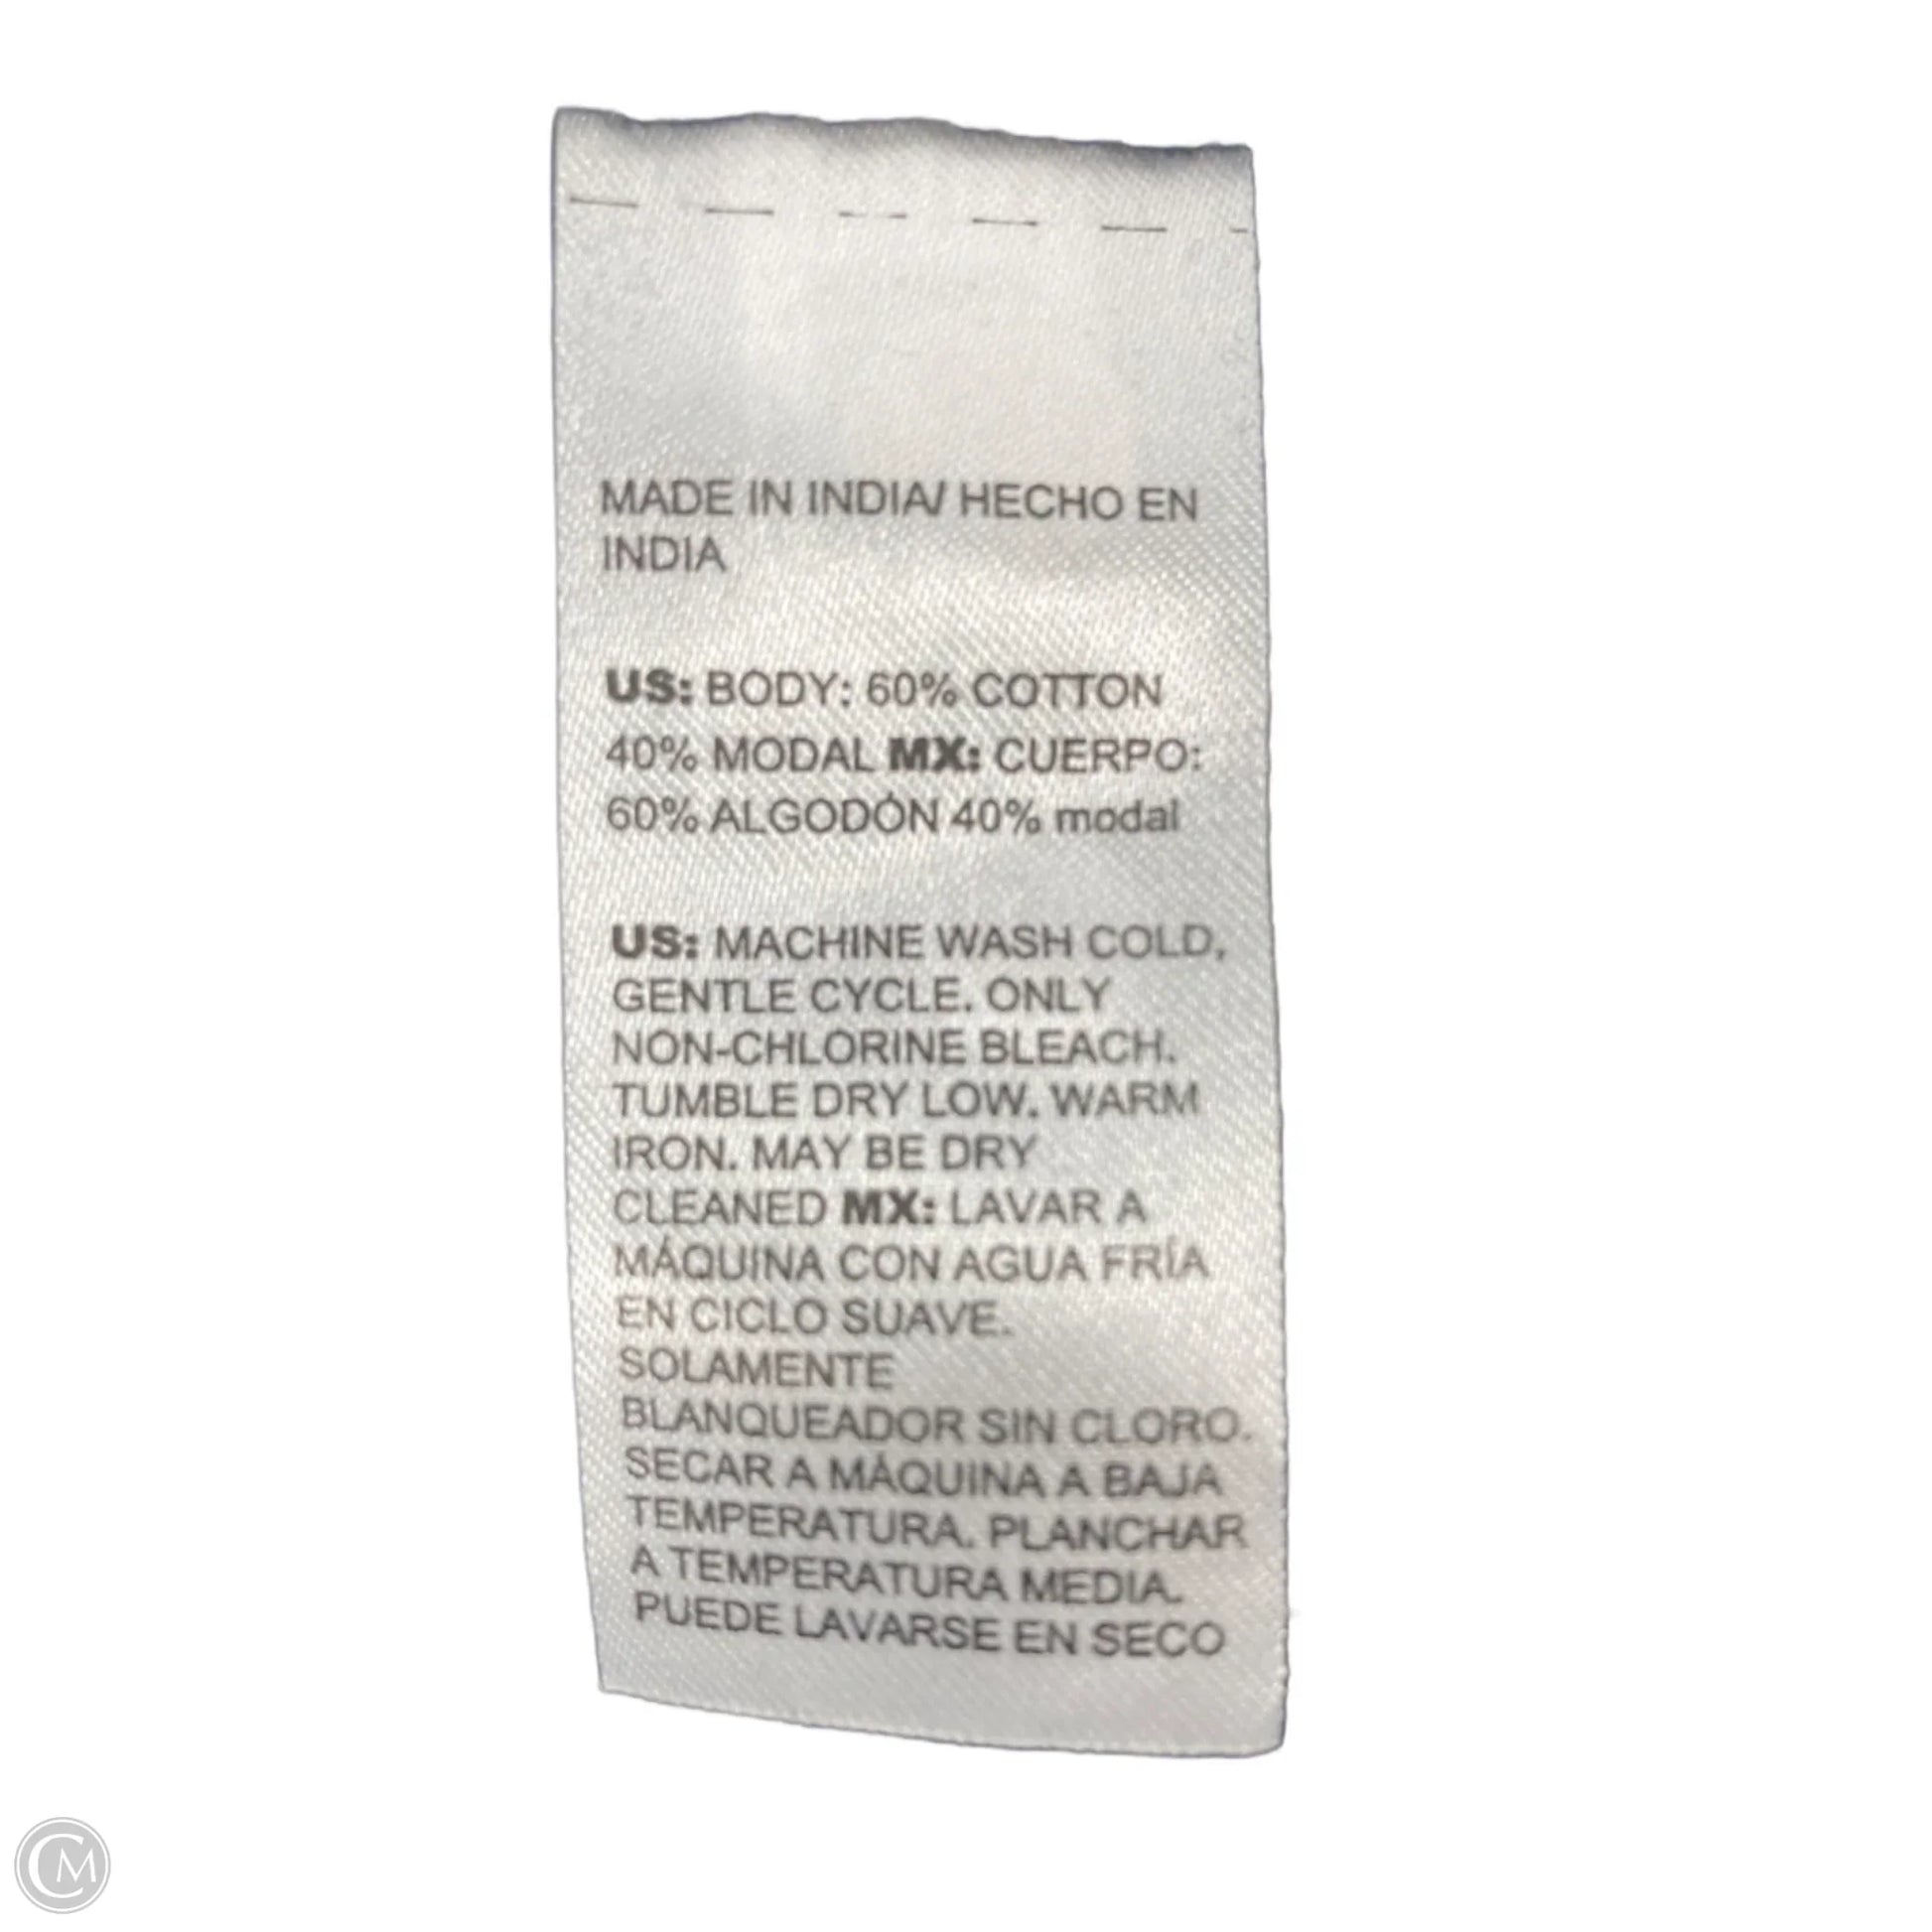 MADE IN INDIA/ HECHO EN
INDIA
US: BODY: 60% COTTON
40% MODAL MX: CUERPO:
60% ALGODÓN 40% modal
US: MACHINE WASH COLD,
GENTLE CYCLE. ONLY
NON-CHLORINE BLEACH.
TUMBLE DRY LOW. WARM
IRON. MAY BE DRY
CLEANED MX: LAVAR A
MÁQUINA CON AGUA FRÍA
EN CICLO SUAVE.
SOLAMENTE
BLANQUEADOR SIN CLORO.
SECAR A MÁQUINA A BAJA
TEMPERATURA. PLANCHAR
A TEMPERATURA MEDIA.
PUEDE LAVARSE EN SECO
CM